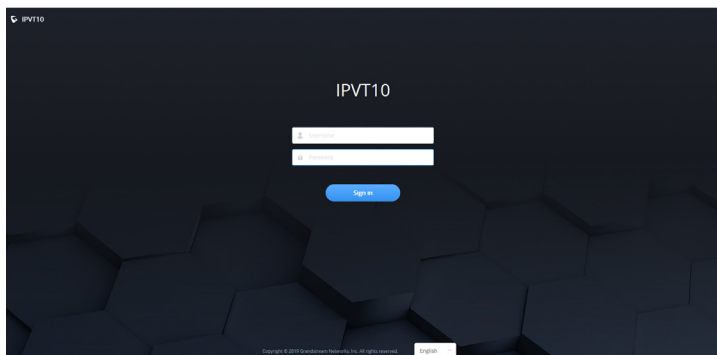 IPVT10
IPVT10
Username
Password
Sign in
Copyright © 2019 Grandstream Networks, Inc. All rights reserved.
English